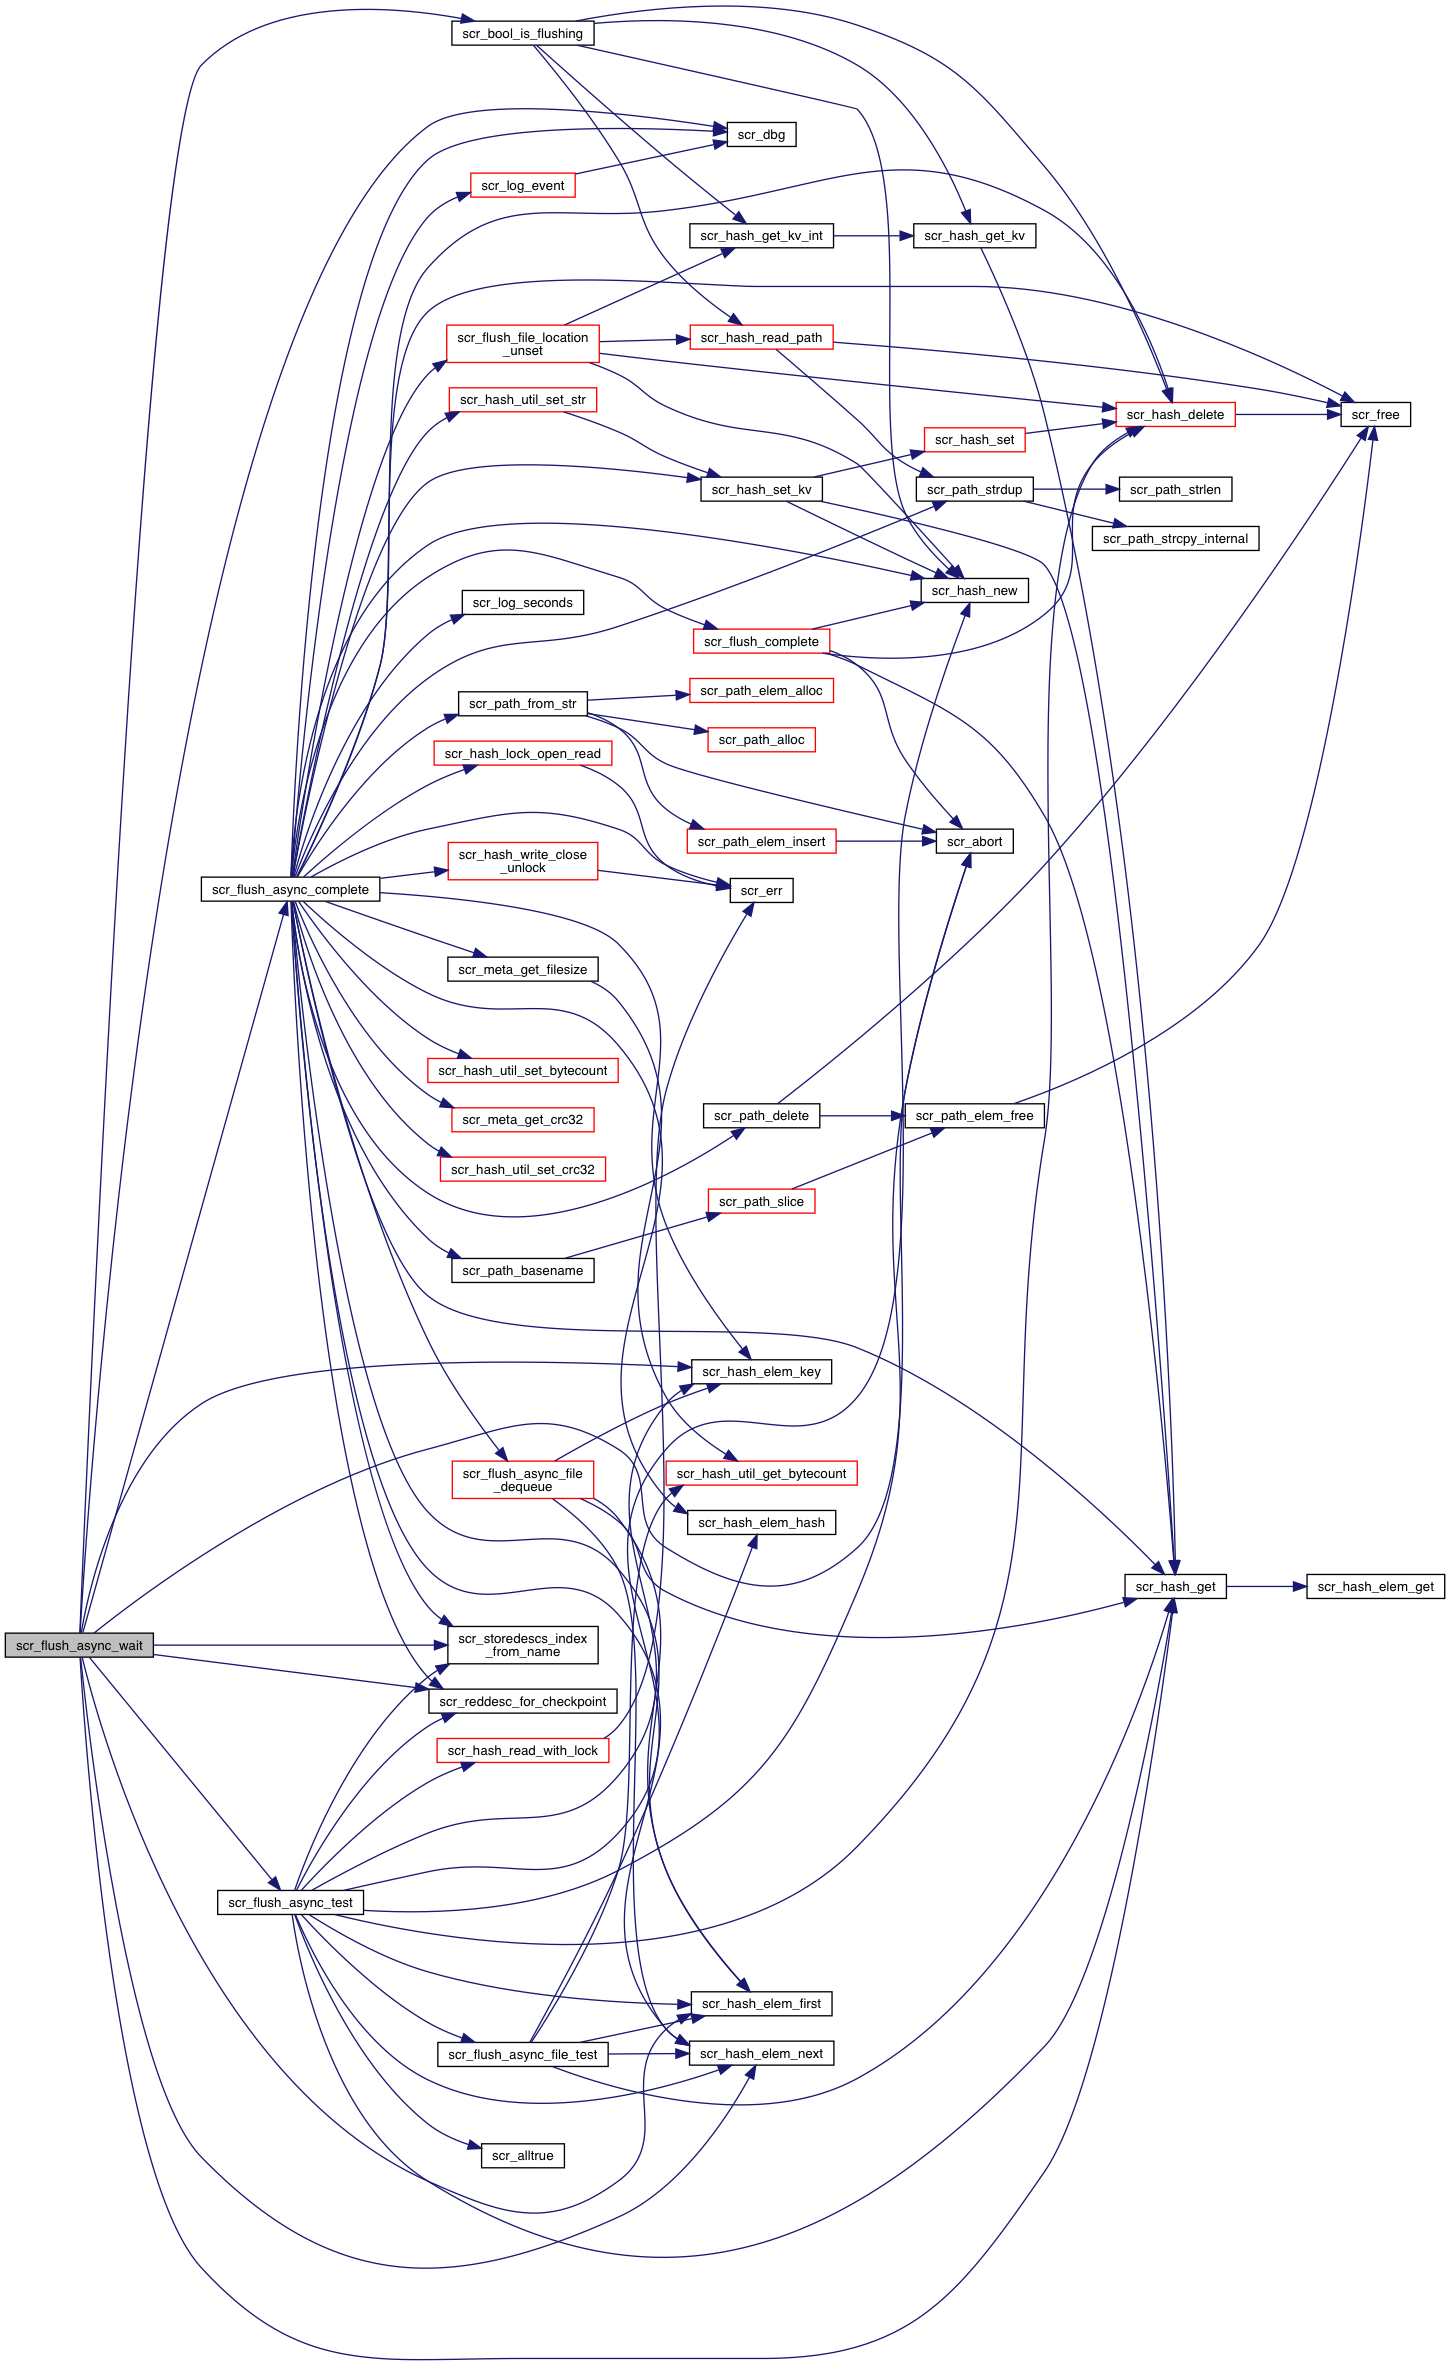 scr_bool_is_flushing
scr_dbg
scr_log_event
scr_hash_get_kv_int
scr_hash_get_kv
scr_flush_file_location
_unset
scr_hash_read_path
scr_hash_util_set_str
scr_hash_delete
scr_free
scr_hash_set
scr_hash_set_kv
scr_path_strdup
scr_path_strlen
scr_path_strcpy_internal
scr_hash_new
scr_log_seconds
scr_flush_complete
scr_path_elem_alloc
scr_path_from_str
scr_path_alloc
scr_hash_lock_open_read
scr_path_elem_insert
scr_abort
scr_hash_write_close
_unlock
scr_flush_async_complete
scr_err
scr_meta_get_filesize
scr_hash_util_set_bytecount
scr_meta_get_crc32
scr_path_delete
scr_path_elem_free
scr_hash_util_set_crc32
scr_path_slice
scr_path_basename
scr_hash_elem_key
scr_flush_async_file
_dequeue
scr_hash_util_get_bytecount
scr_hash_elem_hash
scr_hash_get
scr_hash_elem_get
scr_flush_async_wait
scr_storedescs_index
_from_name
scr_reddesc_for_checkpoint
scr_hash_read_with_lock
scr_flush_async_test
scr_hash_elem_first
scr_flush_async_file_test
scr_hash_elem_next
scr_alltrue